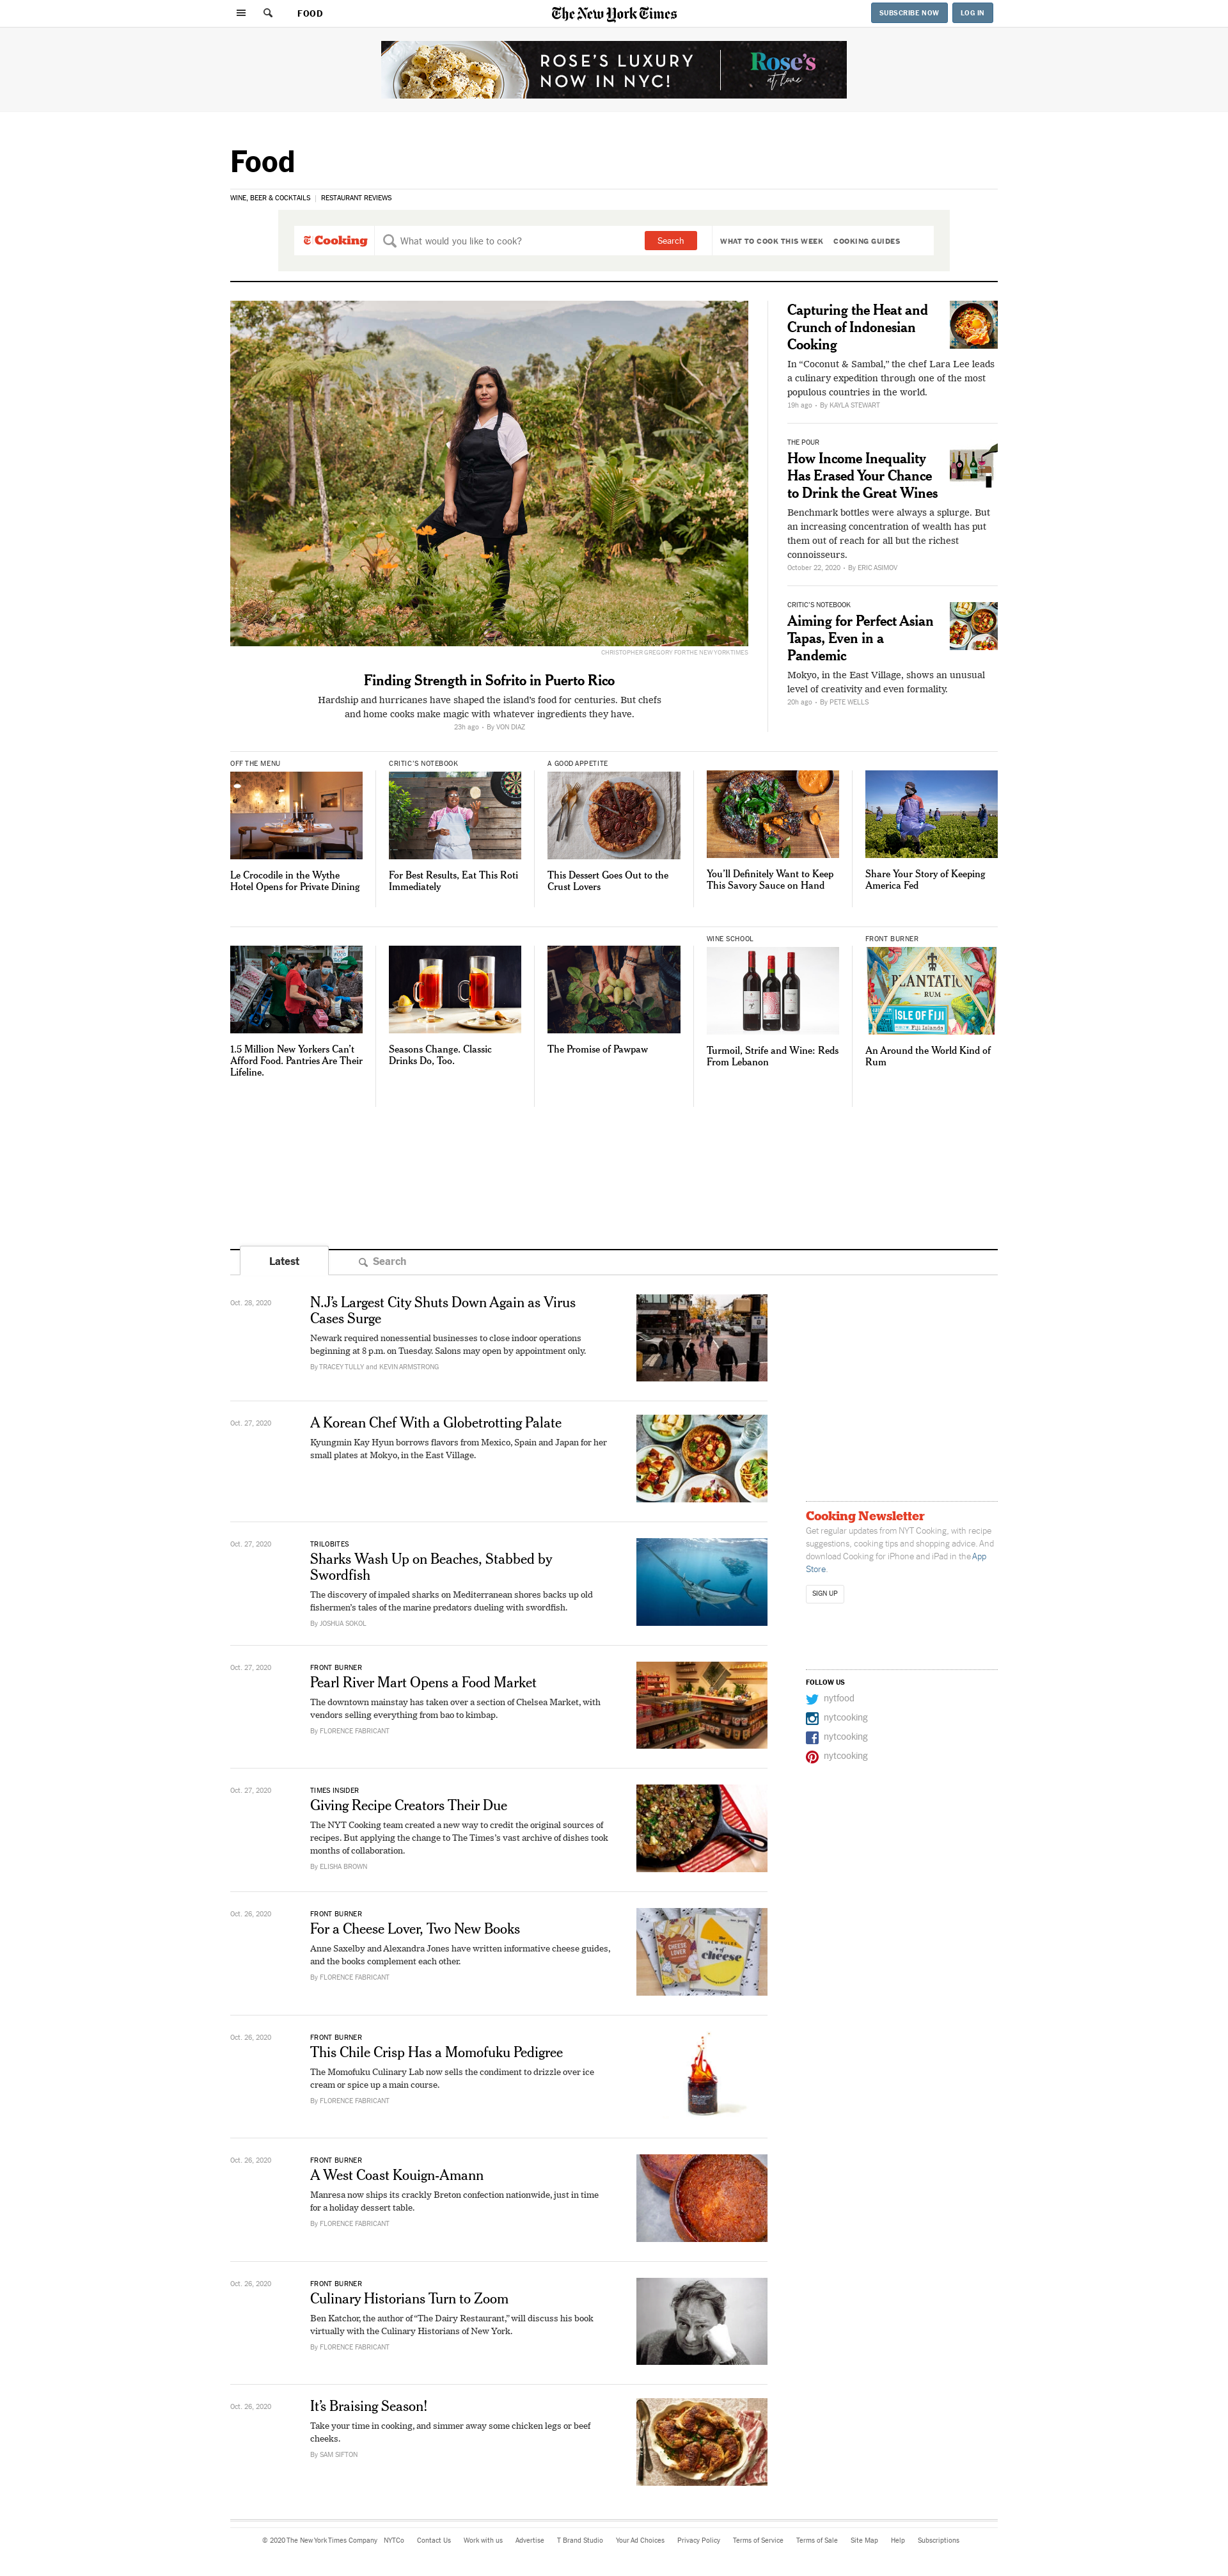 FOOD
The New York Times
SUBSCRIBE NOW
LOG IN
ROSE'S LUXURY
NOW IN NYC!
Rose's
at home
Food
WINE, BEER & COCKTAILS
RESTAURANT REVIEWS
Cooking
What would you like to cook?
Search
WHAT TO COOK THIS WEEK
COOKING GUIDES
CHRISTOPHER GREGORY FOR THE NEW YORK TIMES
Finding Strength in Sofrito in Puerto Rico
Hardship and hurricanes have shaped the island's food for centuries. But chefs
and home cooks make magic with whatever ingredients they have.
23h ago - By VON DIAZ
Capturing the Heat and
Crunch of Indonesian
Cooking
In “Coconut & Sambal,” the chef Lara Lee leads
a culinary expedition through one of the most
populous countries in the world.
19h ago - By KAYLA STEWART
THE POUR
How Income Inequality
Has Erased Your Chance
to Drink the Great Wines
Benchmark bottles were always a splurge. But
an increasing concentration of wealth has put
them out of reach for all but the richest
connoisseurs.
October 22, 2020 - By ERIC ASIMOV
CRITIC'S NOTEBOOK
Aiming for Perfect Asian
Tapas, Even in a
Pandemic
Mokyo, in the East Village, shows an unusual
level of creativity and even formality.
20h ago - By PETE WELLS
OFF THE MENU
Le Crocodile in the Wythe
Hotel Opens for Private Dining
CRITIC'S NOTEBOOK
For Best Results, Eat This Roti
Immediately
A GOOD APPETITE
This Dessert Goes Out to the
Crust Lovers
You'll Definitely Want to Keep
This Savory Sauce on Hand
Share Your Story of Keeping
America Fed
1.5 Million New Yorkers Can't
Afford Food. Pantries Are Their
Lifeline.
Seasons Change. Classic
Drinks Do, Too.
The Promise of Pawpaw
WINE SCHOOL
Turmoil, Strife and Wine: Reds
From Lebanon
FRONT BURNER
PLANTATION
RUM
ISLE OF FIJI
Fiji Islands
An Around the World Kind of
Rum
Latest
Search
Oct. 28, 2020
N.J's Largest City Shuts Down Again as Virus
Cases Surge
Newark required nonessential businesses to close indoor operations
beginning at 8 p.m. on Tuesday. Salons may open by appointment only.
By TRACEY TULLY and KEVIN ARMSTRONG
Oct. 27, 2020
A Korean Chef With a Globetrotting Palate
Kyungmin Kay Hyun borrows flavors from Mexico, Spain and Japan for her
small plates at Mokyo, in the East Village.
Oct. 27, 2020
TRILOBITES
Sharks Wash Up on Beaches, Stabbed by
Swordfish
The discovery of impaled sharks on Mediterranean shores backs up old
fishermen's tales of the marine predators dueling with swordfish.
By JOSHUA SOKOL
Oct. 27, 2020
FRONT BURNER
Pearl River Mart Opens a Food Market
The downtown mainstay has taken over a section of Chelsea Market, with
vendors selling everything from bao to kimbap.
By FLORENCE FABRICANT
Oct. 27, 2020
TIMES INSIDER
Giving Recipe Creators Their Due
The NYT Cooking team created a new way to credit the original sources of
recipes. But applying the change to The Times's vast archive of dishes took
months of collaboration.
By ELISHA BROWN
Oct. 26, 2020
FRONT BURNER
For a Cheese Lover, Two New Books
Anne Saxelby and Alexandra Jones have written informative cheese guides,
and the books complement each other.
By FLORENCE FABRICANT
CHEESE
LOVER
cheese
Oct. 26, 2020
FRONT BURNER
This Chile Crisp Has a Momofuku Pedigree
The Momofuku Culinary Lab now sells the condiment to drizzle over ice
cream or spice up a main course.
By FLORENCE FABRICANT
Oct. 26, 2020
FRONT BURNER
A West Coast Kouign-Amann
Manresa now ships its crackly Breton confection nationwide, just in time
for a holiday dessert table.
By FLORENCE FABRICANT
Oct. 26, 2020
FRONT BURNER
Culinary Historians Turn to Zoom
Ben Katchor, the author of “The Dairy Restaurant,” will discuss his book
virtually with the Culinary Historians of New York.
By FLORENCE FABRICANT
Oct. 26, 2020
It's Braising Season!
Take your time in cooking, and simmer away some chicken legs or beef
cheeks.
By SAM SIFTON
Cooking Newsletter
Get regular updates from NYT Cooking, with recipe
suggestions, cooking tips and shopping advice. And
download Cooking for iPhone and iPad in the App
Store.
SIGN UP
FOLLOW US
nytfood
nytcooking
nytcooking
nytcooking
© 2020 The New York Times Company NYTCo Contact Us Work with us Advertise T Brand Studio Your Ad Choices Privacy Policy Terms of Service Terms of Sale Site Map Help Subscriptions